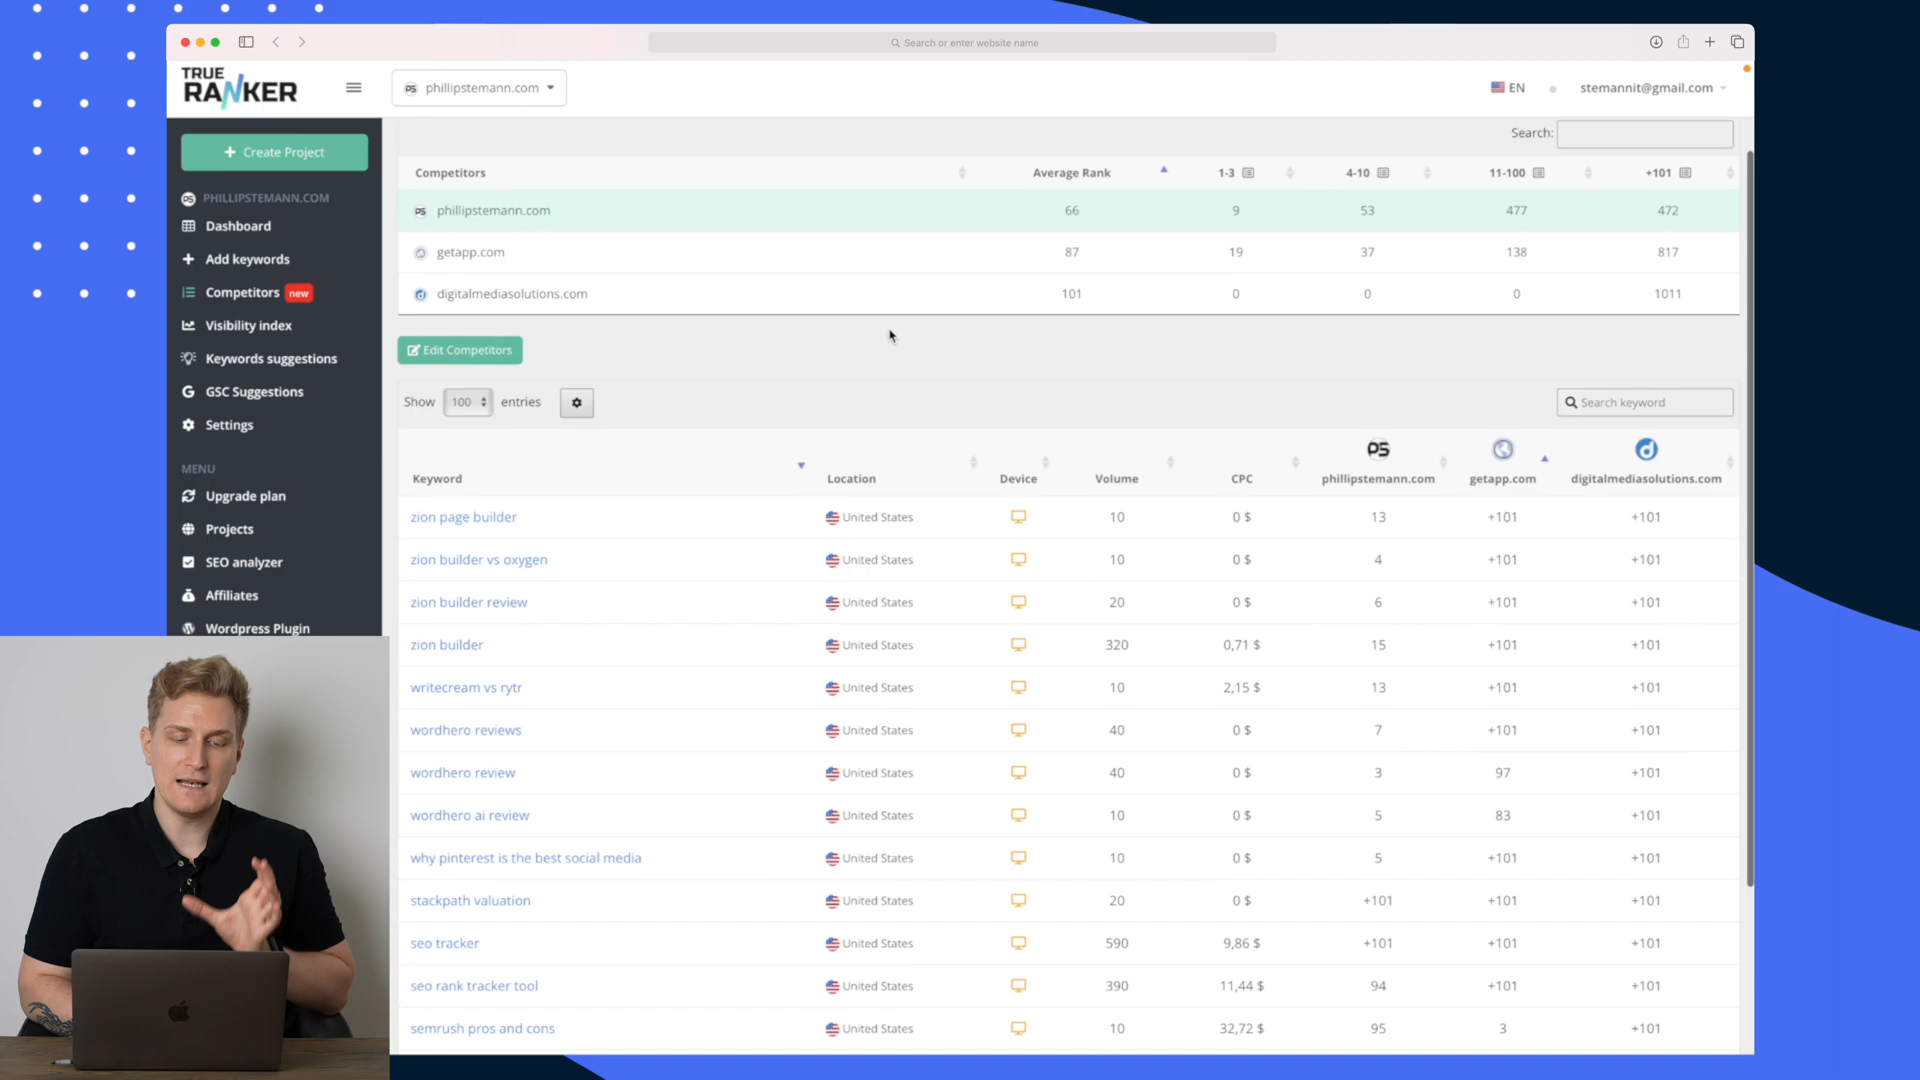 Search or enter website name
TRUE
RANKER
PS phillipstemann.com
EN
stemannit@gmail.com
+ Create Project
PS PHILLIPSTEMANN.COM
Dashboard
Add keywords
Competitors new
Visibility index
Keywords suggestions
G GSC Suggestions
Settings
MENU
Upgrade plan
Projects
SEO analyzer
Affiliates
Wordpress Plugin
Search:
Competitors Average Rank 1-3 4-10 11-100 +101
PS phillipstemann.com 66 9 53 477 472
getapp.com 87 19 37 138 817
d digitalmediasolutions.com 101 0 0 0 1011
Edit Competitors
Show 100 entries
Search keyword
PS d
Keyword Location Device Volume CPC phillipstemann.com getapp.com digitalmediasolutions.com
zion page builder United States 10 0 $ 13 +101 +101
zion builder vs oxygen United States 10 0 $ 4 +101 +101
zion builder review United States 20 0 $ 6 +101 +101
zion builder United States 320 0,71 $ 15 +101 +101
writecream vs rytr United States 10 2,15 $ 13 +101 +101
wordhero reviews United States 40 0 $ 7 +101 +101
wordhero review United States 40 0 $ 3 97 +101
wordhero ai review United States 10 0 $ 5 83 +101
why pinterest is the best social media United States 10 0 $ 5 +101 +101
stackpath valuation United States 20 0 $ +101 +101 +101
seo tracker United States 590 9,86 $ +101 +101 +101
seo rank tracker tool United States 390 11,44 $ 94 +101 +101
semrush pros and cons United States 10 32,72 $ 95 3 +101